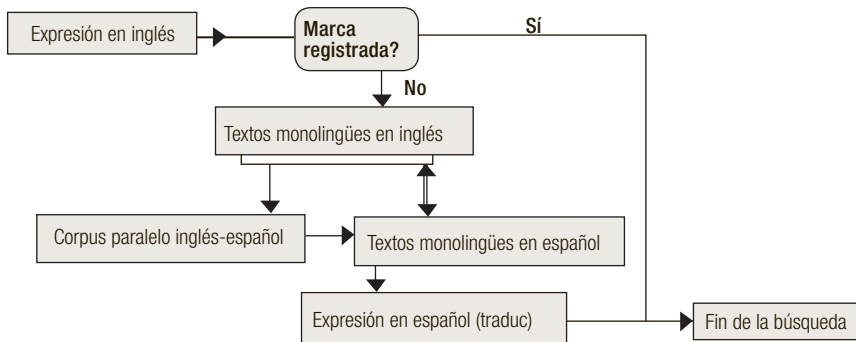 Expresión en inglés
Marca
registrada?
Sí
No
Textos monolingües en inglés
Corpus paralelo inglés-español
Textos monolingües en español
Expresión en español (traduc)
Fin de la búsqueda